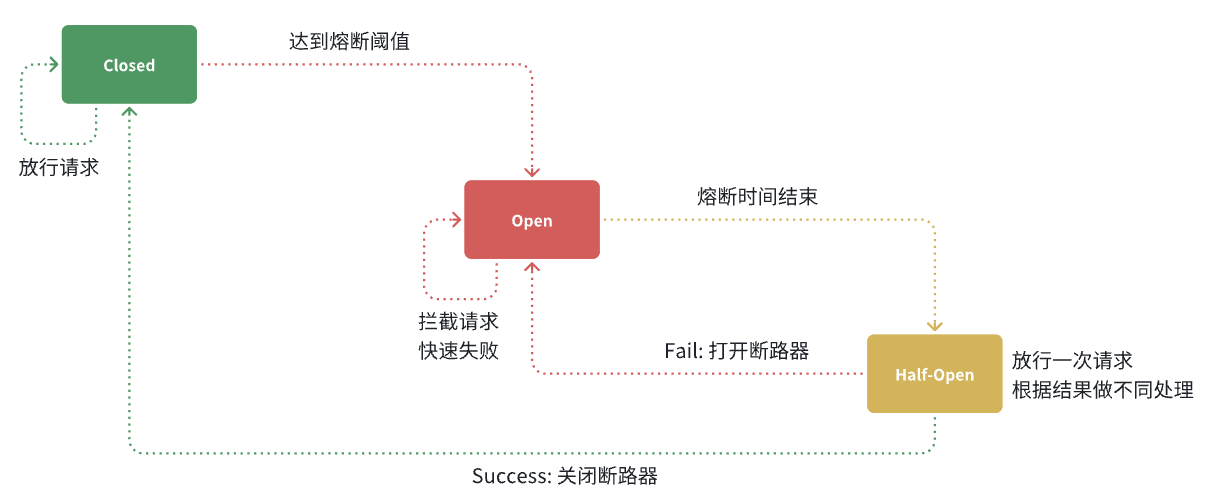 达到熔断阈值
Closed
放行请求
熔断时间结束
Open
拦截请求
快速失败
Fail: 打开断路器
Half-Open
放行一次请求
根据结果做不同处理
Success: 关闭断路器